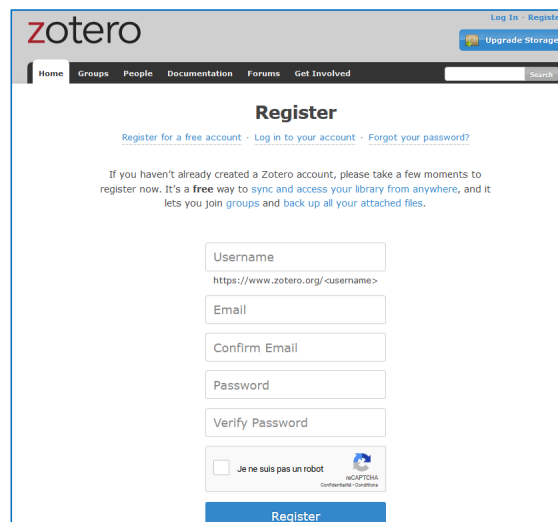 zotero
Log In · Register
Upgrade Storage
Home Groups People Documentation Forums Get Involved
Search
Register
Register for a free account · Log in to your account · Forgot your password?
If you haven't already created a Zotero account, please take a few moments to
register now. It's a free way to sync and access your library from anywhere, and it
lets you join groups and back up all your attached files.
Username
https://www.zotero.org/<username>
Email
Confirm Email
Password
Verify Password
Je ne suis pas un robot
reCAPTCHA
Confidentialité - Conditions
Register